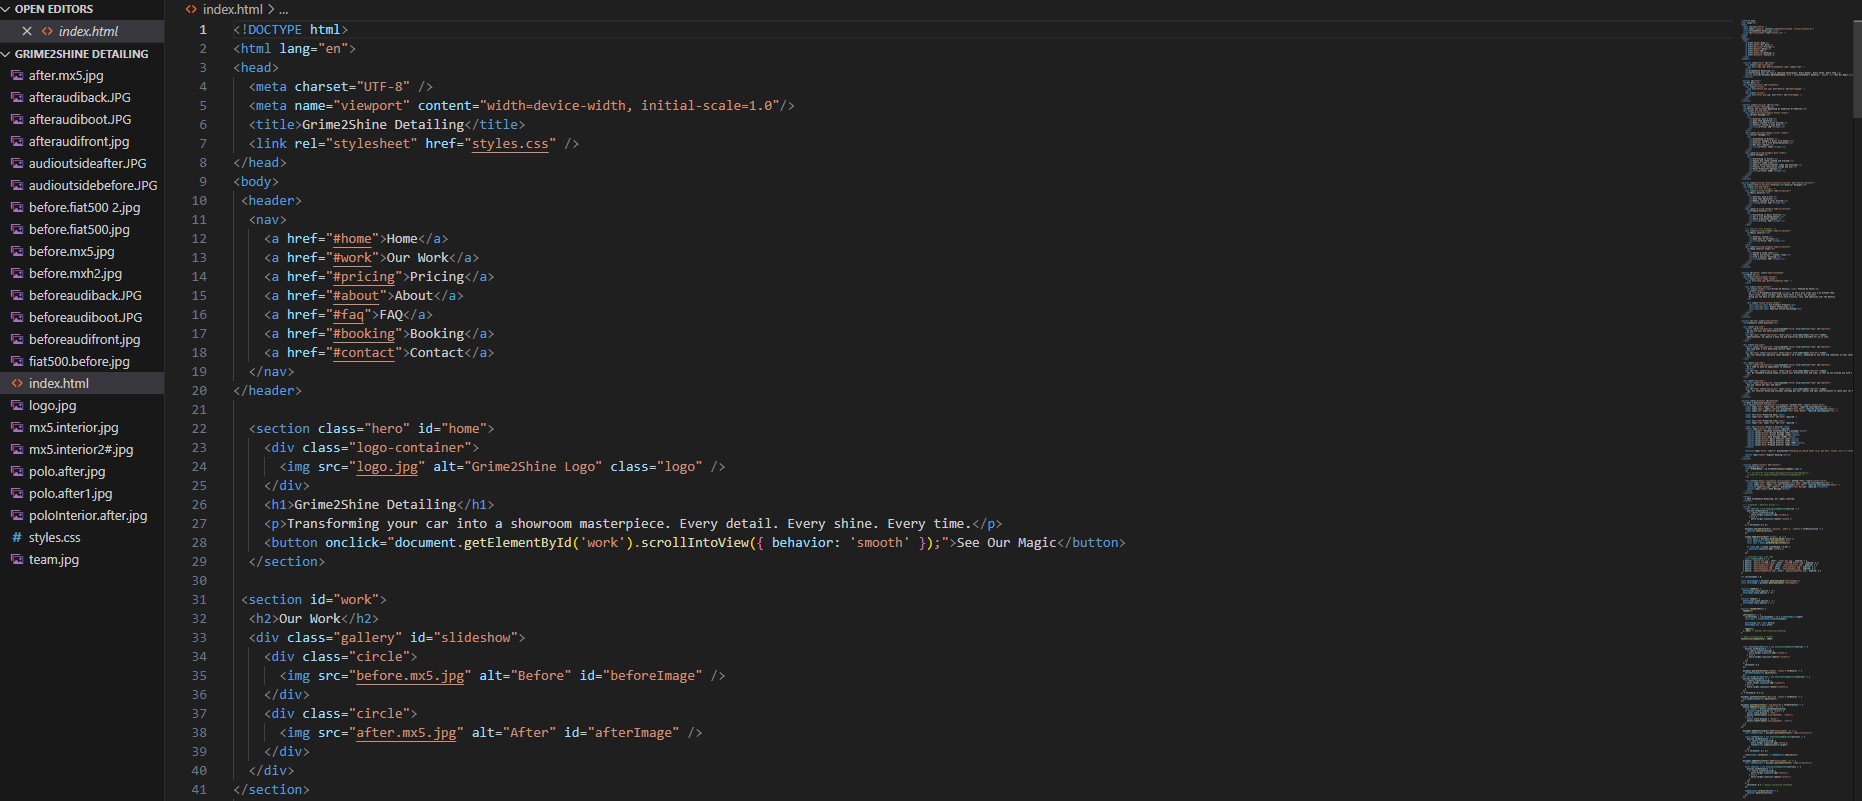 OPEN EDITORS
index.html
GRIME2SHINE DETAILING
after.mx5.jpg
afteraudiback.JPG
afteraudiboot.JPG
afteraudifront.jpg
audioutsideafter.JPG
audioutsidebefore.JPG
before.fiat500 2.jpg
before.fiat500.jpg
before.mx5.jpg
before.mxh2.jpg
beforeaudiback.JPG
beforeaudiboot.JPG
beforeaudifront.jpg
fiat500.before.jpg
index.html
logo.jpg
mx5.interior.jpg
mx5.interior2#.jpg
polo.after.jpg
polo.after1.jpg
poloInterior.after.jpg
# styles.css
team.jpg
<> index.html > ...
1 <!DOCTYPE html>
2 <html lang="en">
3 <head>
4 <meta charset="UTF-8" />
5 <meta name="viewport" content="width=device-width, initial-scale=1.0"/>
6 <title>Grime2Shine Detailing</title>
7 <link rel="stylesheet" href="styles.css" />
8 </head>
9 <body>
10 <header>
11 <nav>
12 <a href="#home">Home</a>
13 <a href="#work">Our Work</a>
14 <a href="#pricing">Pricing</a>
15 <a href="#about">About</a>
16 <a href="#faq">FAQ</a>
17 <a href="#booking">Booking</a>
18 <a href="#contact">Contact</a>
19 </nav>
20 </header>
21
22 <section class="hero" id="home">
23 <div class="logo-container">
24 <img src="logo.jpg" alt="Grime2Shine Logo" class="logo" />
25 </div>
26 <h1>Grime2Shine Detailing</h1>
27 <p>Transforming your car into a showroom masterpiece. Every detail. Every shine. Every time.</p>
28 <button onclick="document.getElementById('work').scrollIntoView({ behavior: 'smooth' });">See Our Magic</button>
29 </section>
30
31 <section id="work">
32 <h2>Our Work</h2>
33 <div class="gallery" id="slideshow">
34 <div class="circle">
35 <img src="before.mx5.jpg" alt="Before" id="beforeImage" />
36 </div>
37 <div class="circle">
38 <img src="after.mx5.jpg" alt="After" id="afterImage" />
39 </div>
40 </div>
41 </section>